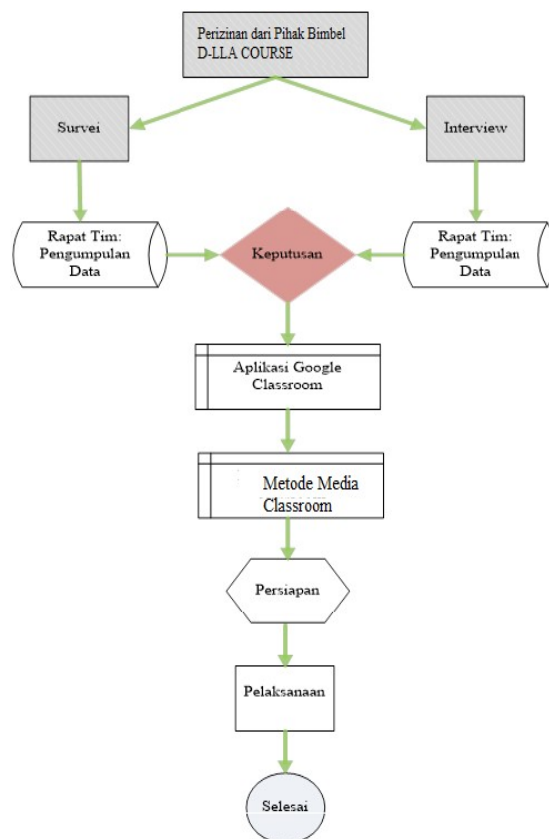 Perizinan dari Pihak Bimbel
D-LLA COURSE
Survei
Interview
Rapat Tim:
Pengumpulan
Data
Keputusan
Rapat Tim:
Pengumpulan
Data
Aplikasi Google
Classroom
Metode Media
Classroom
Persiapan
Pelaksanaan
Selesai